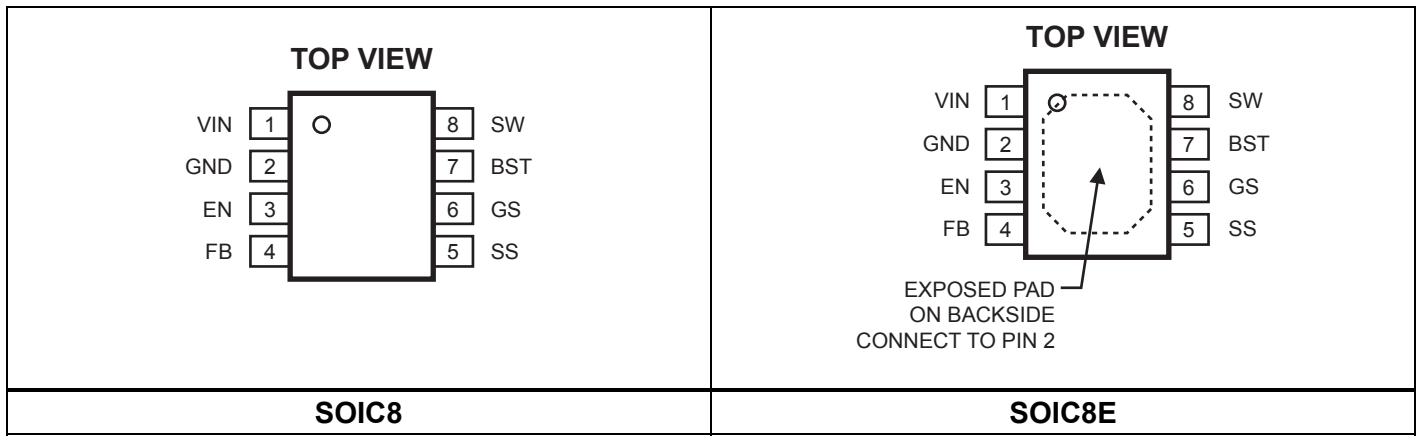 TOP VIEW
VIN 1 8 SW
GND 2 7 BST
EN 3 6 GS
FB 4 5 SS
SOIC8
TOP VIEW
VIN 1 8 SW
GND 2 7 BST
EN 3 6 GS
FB 4 5 SS
EXPOSED PAD
ON BACKSIDE
CONNECT TO PIN 2
SOIC8E